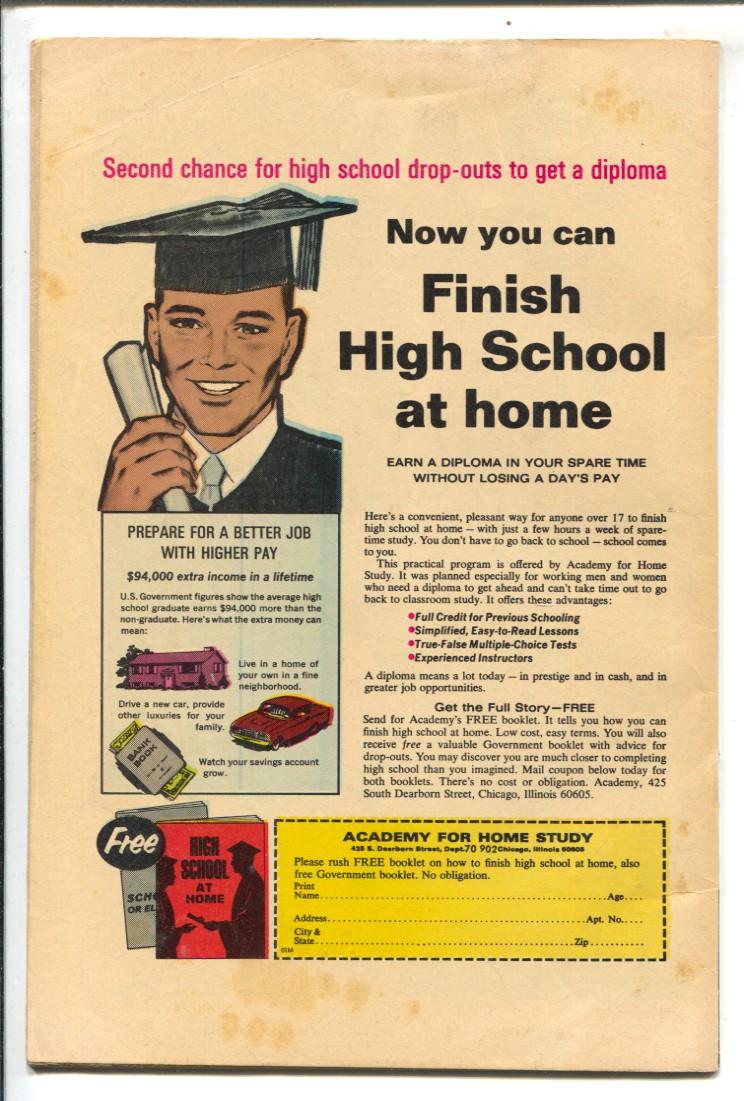 Second chance for high school drop-outs to get a diploma
Now you can
Finish
High School
at home
EARN A DIPLOMA IN YOUR SPARE TIME
WITHOUT LOSING A DAY'S PAY
PREPARE FOR A BETTER JOB
WITH HIGHER PAY
$94,000 extra income in a lifetime
U.S. Government figures show the average high
school graduate earns $94,000 more than the
non-graduate. Here's what the extra money can
mean:
Live in a home of
your own in a fine
neighborhood.
Drive a new car, provide
other luxuries for your
family.
BANK
BOOK
Watch your savings account
grow.
Here's a convenient, pleasant way for anyone over 17 to finish
high school at home — with just a few hours a week of spare-
time study. You don't have to go back to school — school comes
to you.
This practical program is offered by Academy for Home
Study. It was planned especially for working men and women
who need a diploma to get ahead and can't take time out to go
back to classroom study. It offers these advantages:
•Full Credit for Previous Schooling
•Simplified, Easy-to-Read Lessons
•True-False Multiple-Choice Tests
•Experienced Instructors
A diploma means a lot today — in prestige and in cash, and in
greater job opportunities.
Get the Full Story—FREE
Send for Academy's FREE booklet. It tells you how you can
finish high school at home. Low cost, easy terms. You will also
receive free a valuable Government booklet with advice for
drop-outs. You may discover you are much closer to completing
high school than you imagined. Mail coupon below today for
both booklets. There's no cost or obligation. Academy, 425
South Dearborn Street, Chicago, Illinois 60605.
Free
HIGH
SCHOOL
AT
HOME
SCHO
OR EL
ACADEMY FOR HOME STUDY
425 S. Dearborn Street, Dept.70 902 Chicago, Illinois 60605
Please rush FREE booklet on how to finish high school at home, also
free Government booklet. No obligation.
Print
Name.......................................................Age....
Address....................................................Apt. No.....
City &
State.......................................................Zip...........
01M